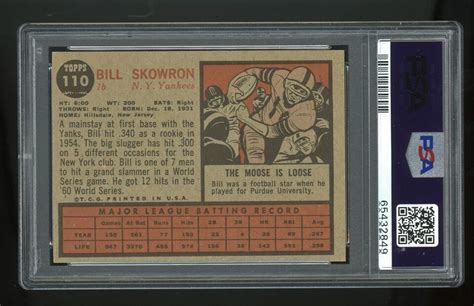 TOPPS
110
BILL SKOWRON
1b N.Y. Yankees
HT: 6:00 WT: 200 BATS: Right
THROWS: Right BORN: Dec. 18, 1931
HOME: Hillsdale, New Jersey
A mainstay at first base with the
Yanks, Bill hit .340 as a rookie in
1954. The big slugger has hit .300
on 5 different occasions for the
New York club. Bill is one of 7 men
to hit a grand slammer in a World
Series game. He got 12 hits in the
'60 World Series.
©T.C.G. PRINTED IN U.S.A.
THE MOOSE IS LOOSE
Bill was a football star when he
played for Purdue University.
MAJOR LEAGUE BATTING RECORD
YEAR
LIFE
PSA
PSA
65432849